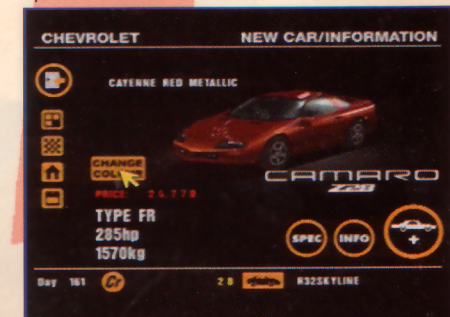 CHEVROLET NEW CAR/INFORMATION
CAYENNE RED METALLIC
CHANGE
PRICE
TYPE FR
285hp
1570kg
CAMARO
Z28
SPEC INFO
+
Day 161 Cr 28 R32SKYLINE